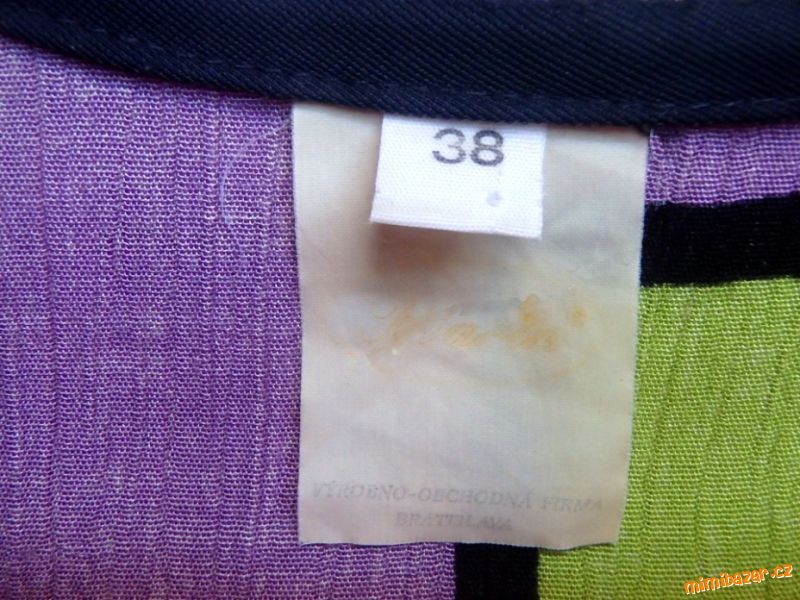 38
VÝROBNO-OBCHODNÁ FIRMA
BRATISLAVA
mimibazar.cz